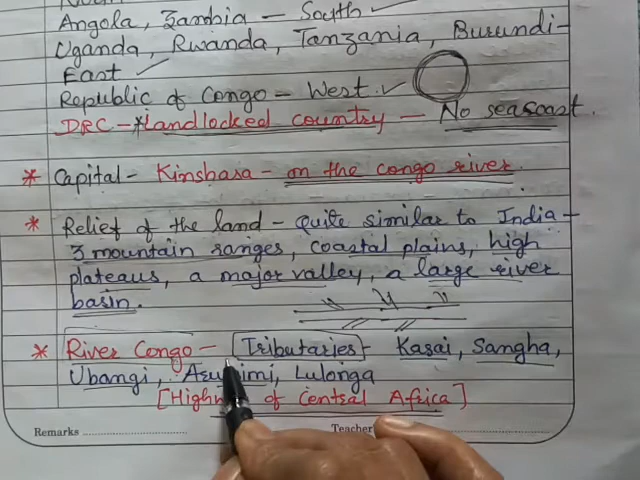 Angola, Zambia - South
Uganda, Rwanda, Tanzania, Burundi-
East
Republic of Congo - West
DRC - *Landlocked country - No seacoast.
* Capital - Kinshasa - on the congo river.
* Relief of the land - quite similar to India -
3 mountain ranges, coastal plains, high
plateaus, a major valley, a large river
basin.
* River Congo - Tributaries - Kasai, Sangha,
Ubangi, Lulonga
[ of Central Africa]
Remarks
Teacher